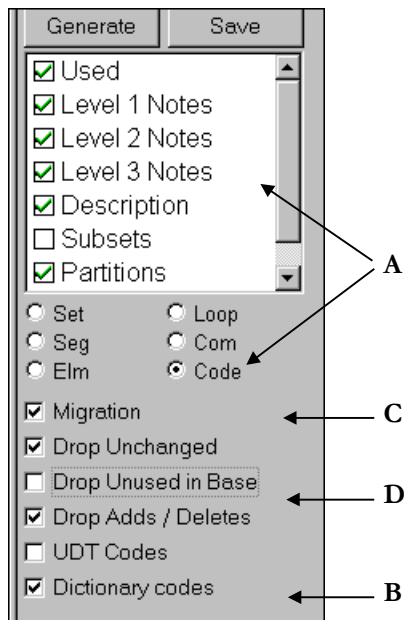 Generate Save
Used
Level 1 Notes
Level 2 Notes
Level 3 Notes
Description
Subsets
Partitions
A
Set Loop
Seg Com
Elm Code
Migration
C
Drop Unchanged
Drop Unused in Base
D
Drop Adds / Deletes
UDT Codes
Dictionary codes
B